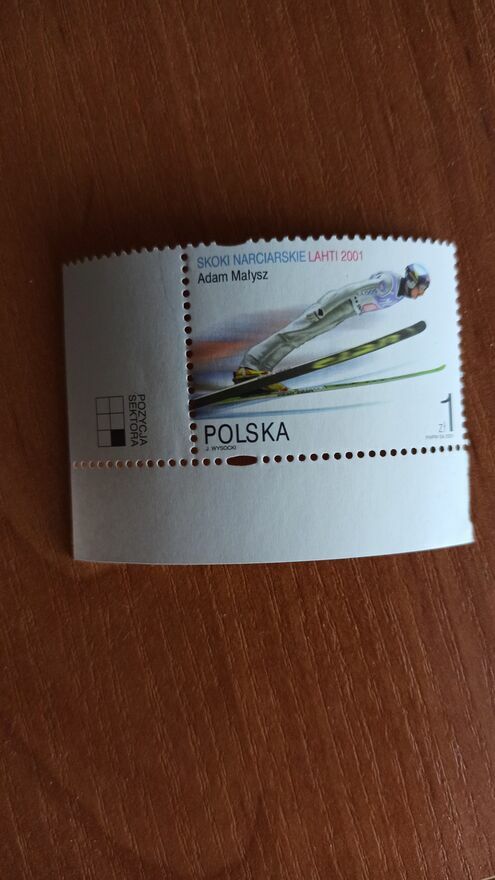 SKOKI NARCIARSKIE LAHTI 2001
Adam Małysz
POZYCJA
SEKTORA
POLSKA
1
zł
J. WYSOCKI